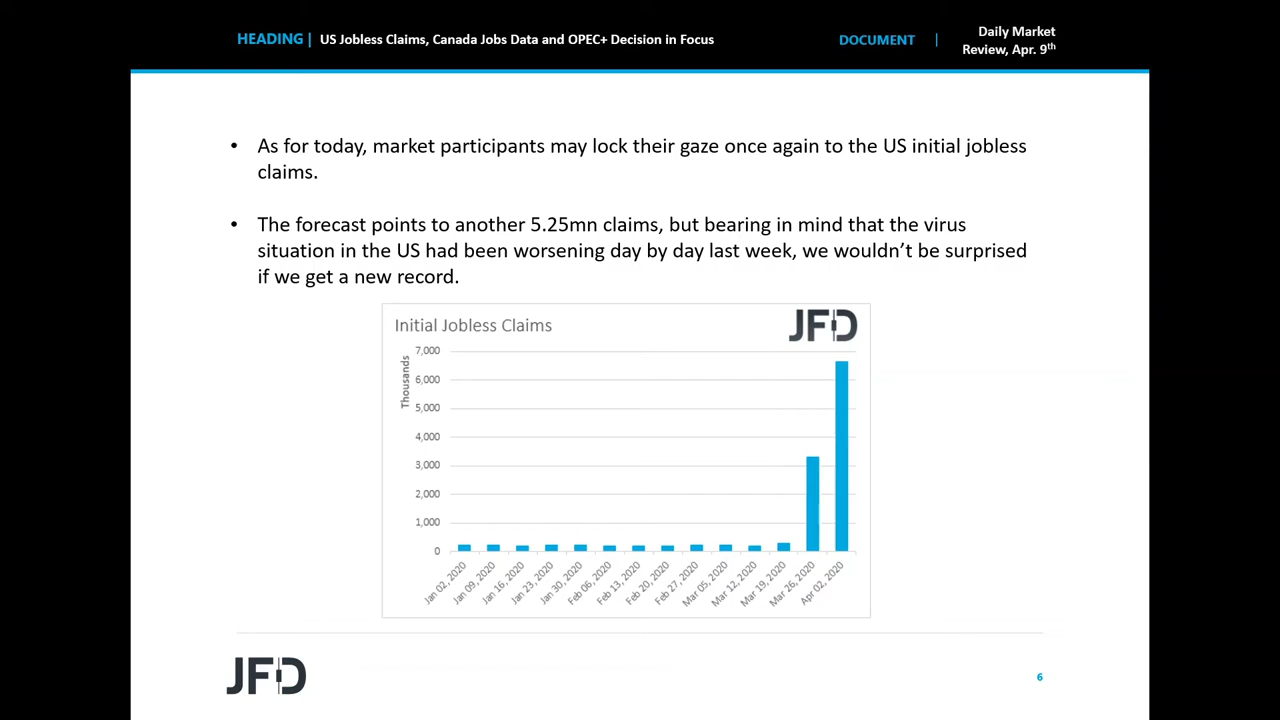 HEADING | US Jobless Claims, Canada Jobs Data and OPEC+ Decision in Focus
DOCUMENT |
Daily Market
Review, Apr. 9th
• As for today, market participants may lock their gaze once again to the US initial jobless
claims.
• The forecast points to another 5.25mn claims, but bearing in mind that the virus
situation in the US had been worsening day by day last week, we wouldn’t be surprised
if we get a new record.
Initial Jobless Claims
JFD
Thousands
7,000
6,000
5,000
4,000
3,000
2,000
1,000
0
Jan 02, 2020
Jan 09, 2020
Jan 16, 2020
Jan 23, 2020
Jan 30, 2020
Feb 06, 2020
Feb 13, 2020
Feb 20, 2020
Feb 27, 2020
Mar 05, 2020
Mar 12, 2020
Mar 19, 2020
Mar 26, 2020
Apr 02, 2020
JFD
6